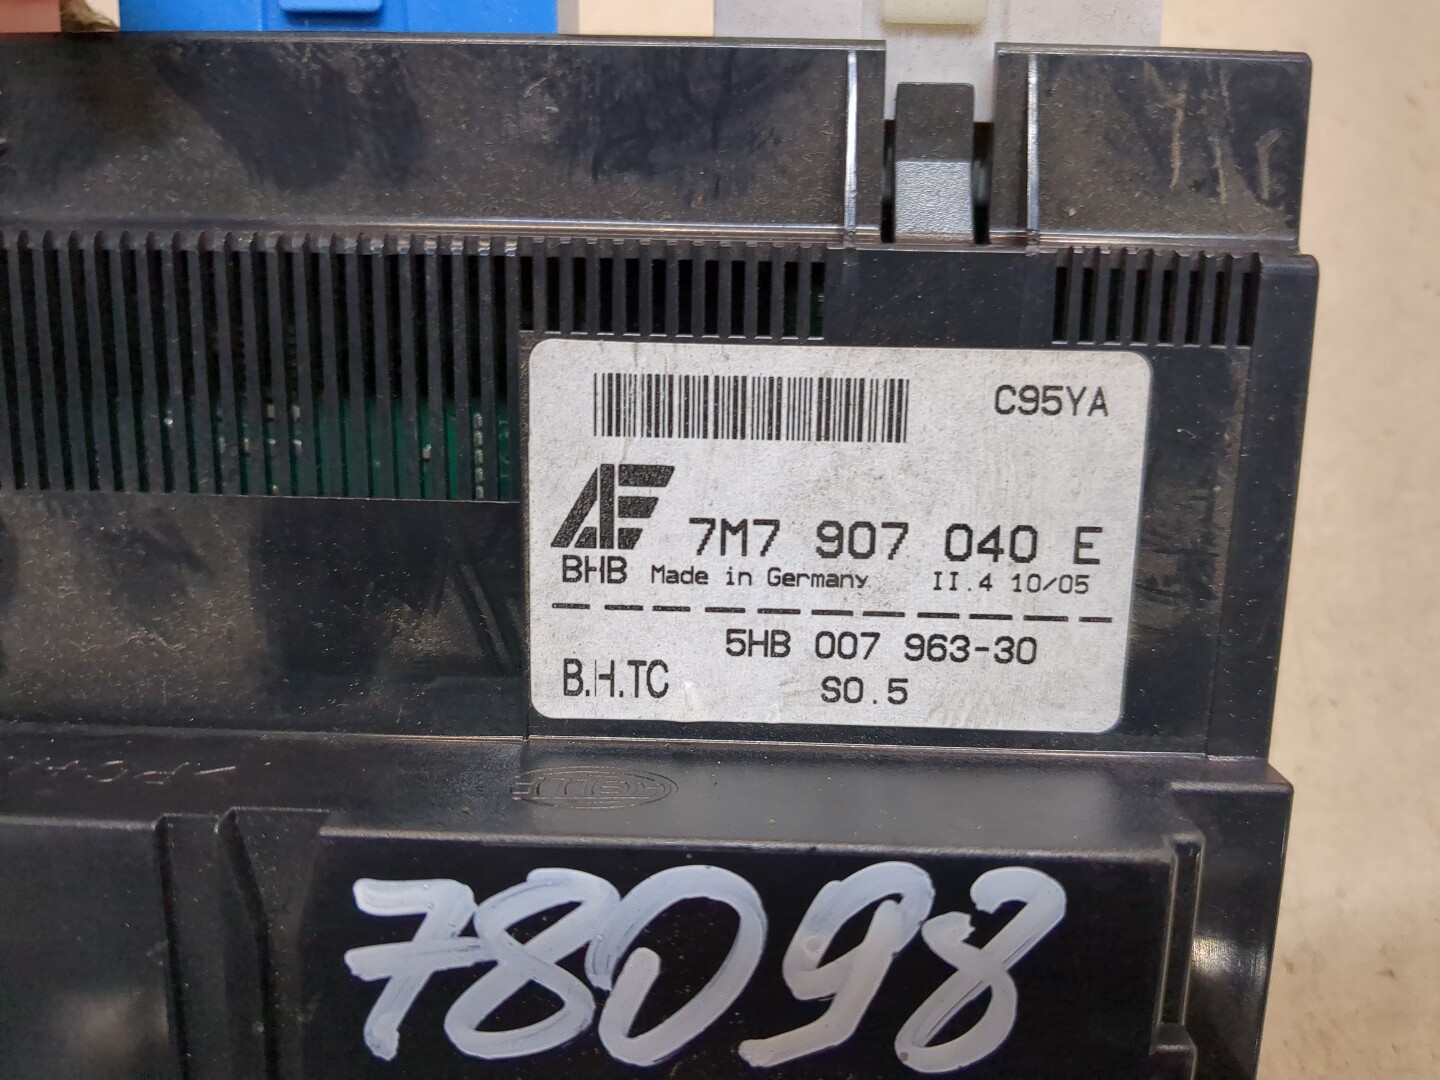 C95YA
7M7 907 040 E
BHB Made in Germany II.4 10/05
5HB 007 963-30
B.H.TC SO.5
78098